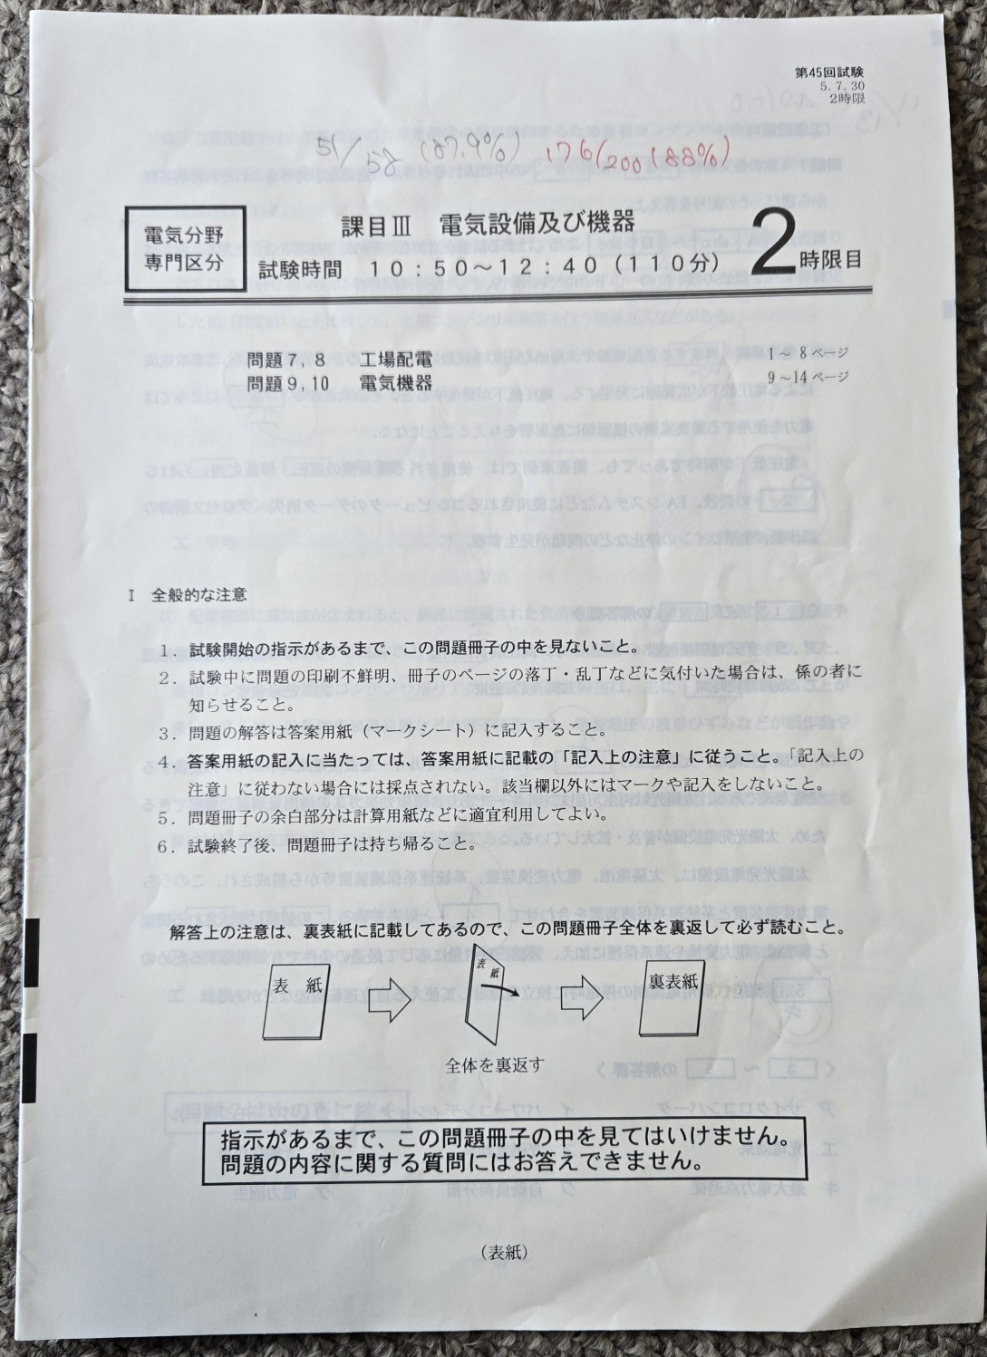 第45回試験
5.7.30
2時限
51/58 (87.9%) 176/200 (88%)
電気分野
専門区分
課目Ⅲ 電気設備及び機器
試験時間 10:50～12:40(110分)
2時限目
問題7,8 工場配電 1～8ページ
問題9,10 電気機器 9～14ページ
Ⅰ 全般的な注意
1．試験開始の指示があるまで、この問題冊子の中を見ないこと。
2．試験中に問題の印刷不鮮明、冊子のページの落丁・乱丁などに気付いた場合は、係の者に
知らせること。
3．問題の解答は答案用紙（マークシート）に記入すること。
4．答案用紙の記入に当たっては、答案用紙に記載の「記入上の注意」に従うこと。「記入上の
注意」に従わない場合には採点されない。該当欄以外にはマークや記入をしないこと。
5．問題冊子の余白部分は計算用紙などに適宜利用してよい。
6．試験終了後、問題冊子は持ち帰ること。
解答上の注意は、裏表紙に記載してあるので、この問題冊子全体を裏返して必ず読むこと。
表 紙
表 紙
裏表紙
全体を裏返す
指示があるまで、この問題冊子の中を見てはいけません。
問題の内容に関する質問にはお答えできません。
（表紙）